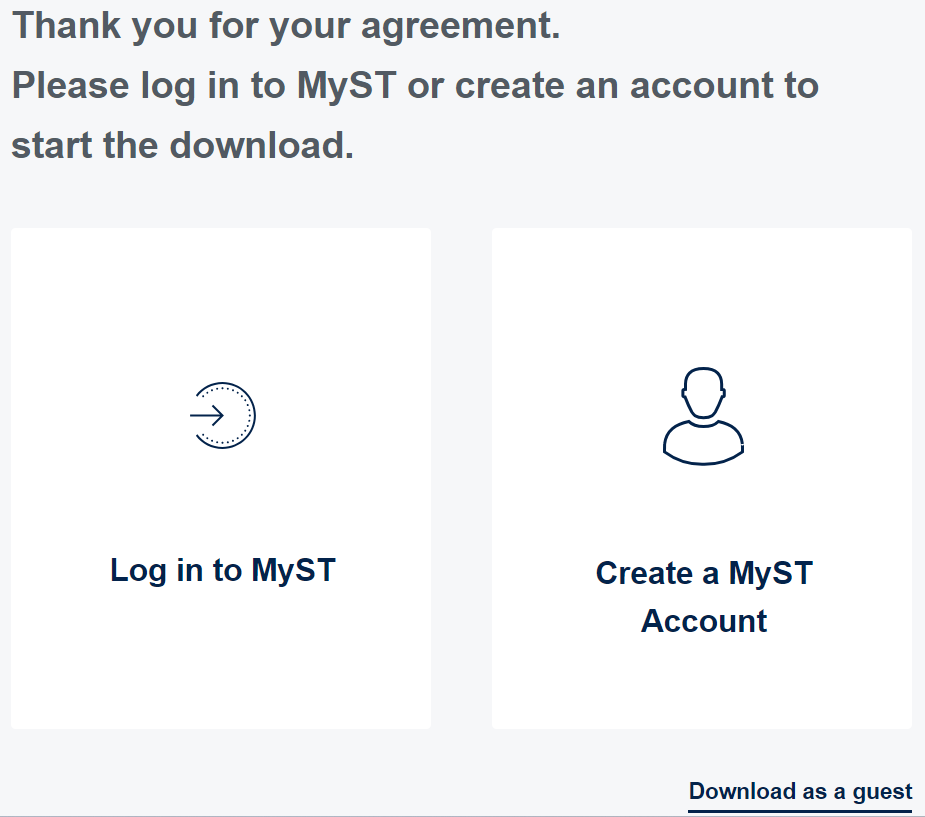 Thank you for your agreement.
Please log in to MyST or create an account to
start the download.
Log in to MyST
Create a MyST
Account
Download as a guest